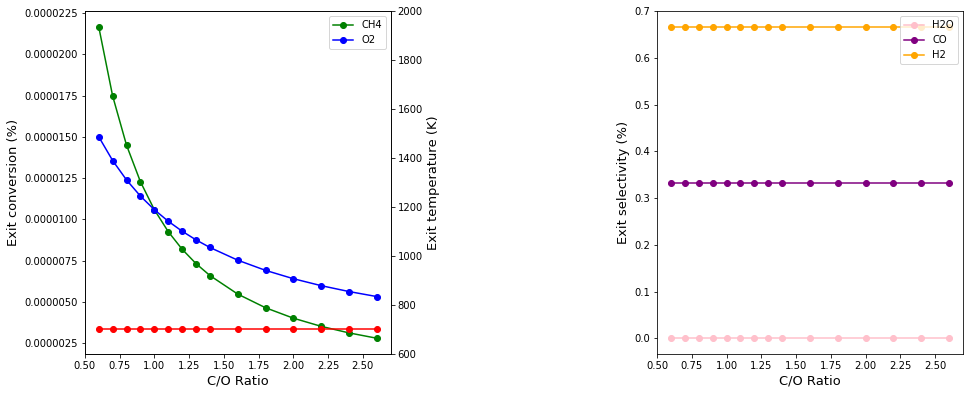 0.0000225
0.0000200
0.0000175
0.0000150
0.0000125
0.0000100
0.0000075
0.0000050
0.0000025
Exit conversion (%)
0.50 0.75 1.00 1.25 1.50 1.75 2.00 2.25 2.50
C/O Ratio
CH4
O2
2000
1800
1600
1400
1200
1000
800
600
Exit temperature (K)
0.7
0.6
0.5
0.4
0.3
0.2
0.1
0.0
Exit selectivity (%)
0.50 0.75 1.00 1.25 1.50 1.75 2.00 2.25 2.50
C/O Ratio
H2O
CO
H2